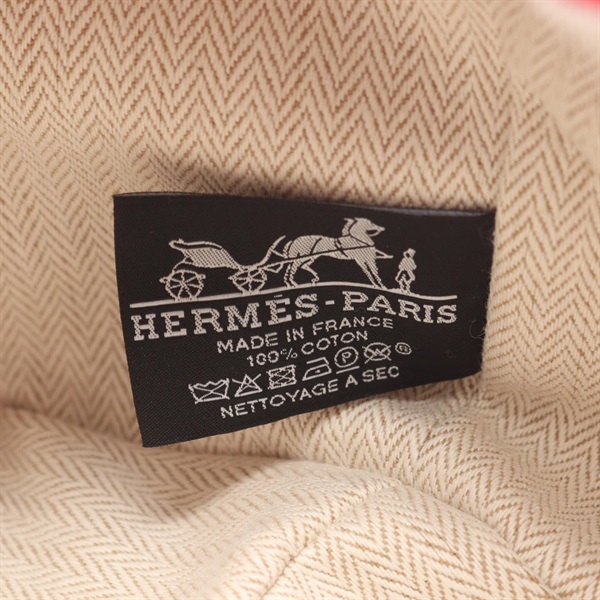 HERMÈS-PARIS
MADE IN FRANCE
100% COTON
NETTOYAGE A SEC